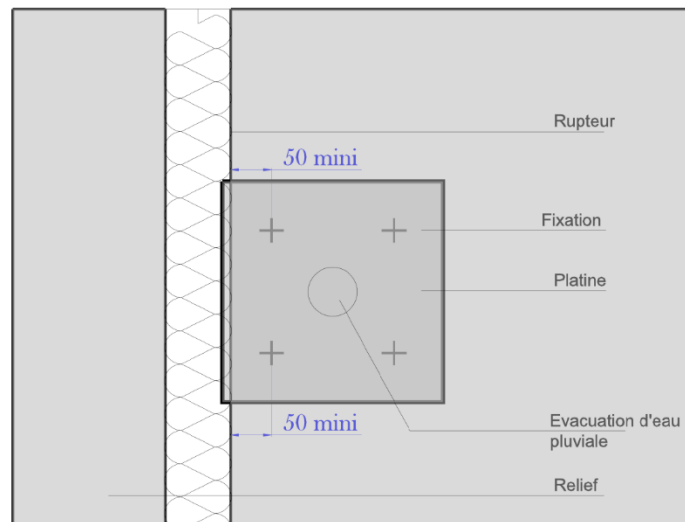 Rupteur
50 mini
Fixation
Platine
50 mini
Evacuation d'eau
pluviale
Relief